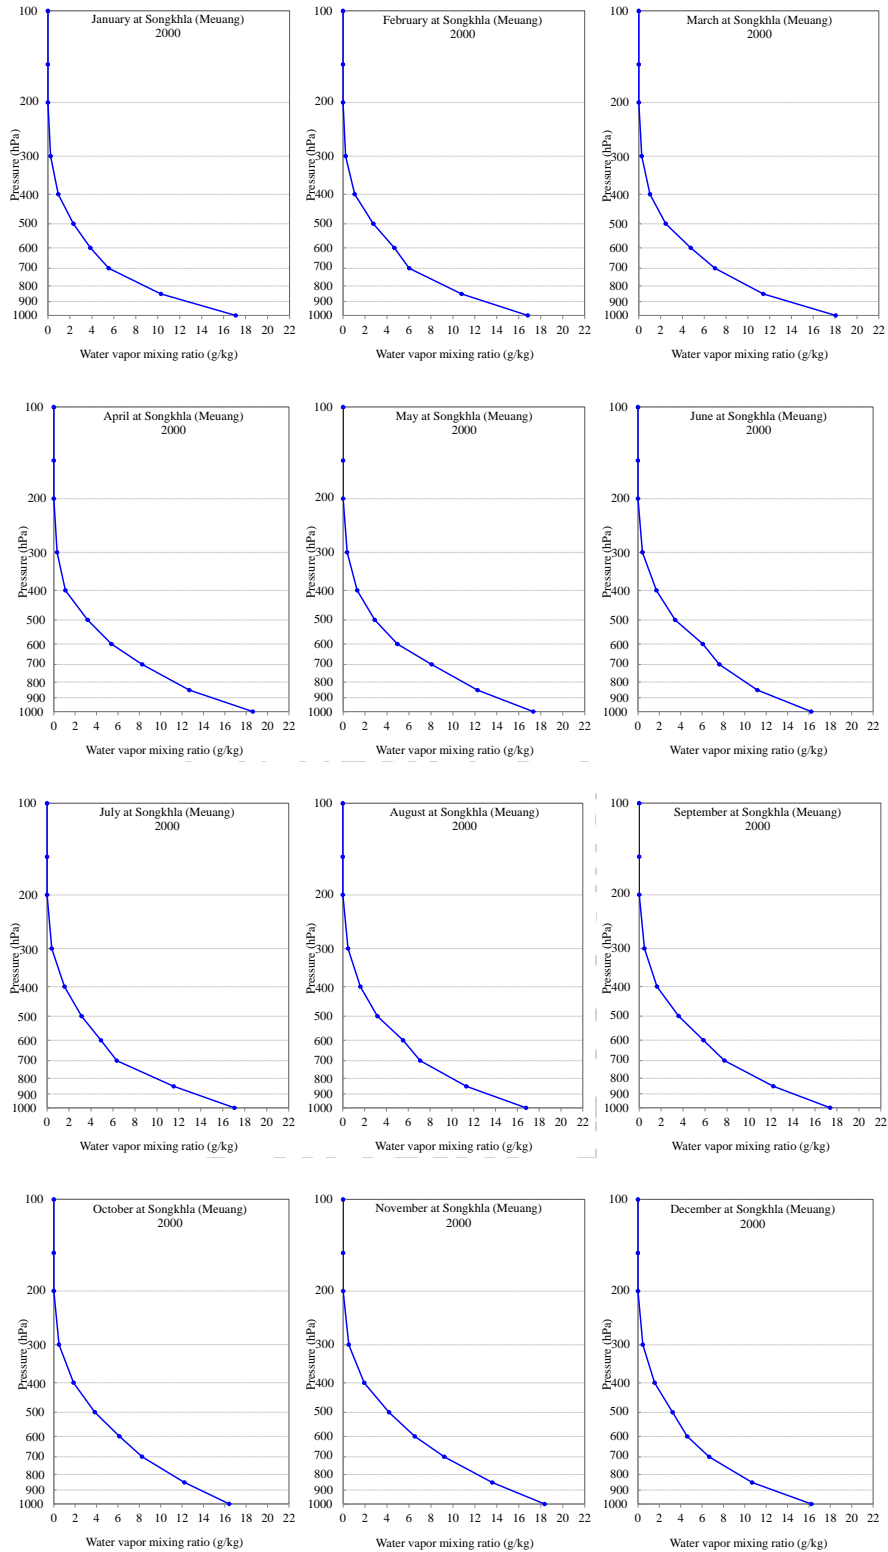 January at Songkhla (Meuang)
2000
Pressure (hPa)
100
200
300
400
500
600
700
800
900
1000
0 2 4 6 8 10 12 14 16 18 20 22
Water vapor mixing ratio (g/kg)
February at Songkhla (Meuang)
2000
Pressure (hPa)
100
200
300
400
500
600
700
800
900
1000
0 2 4 6 8 10 12 14 16 18 20 22
Water vapor mixing ratio (g/kg)
March at Songkhla (Meuang)
2000
Pressure (hPa)
100
200
300
400
500
600
700
800
900
1000
0 2 4 6 8 10 12 14 16 18 20 22
Water vapor mixing ratio (g/kg)
April at Songkhla (Meuang)
2000
Pressure (hPa)
100
200
300
400
500
600
700
800
900
1000
0 2 4 6 8 10 12 14 16 18 20 22
Water vapor mixing ratio (g/kg)
May at Songkhla (Meuang)
2000
Pressure (hPa)
100
200
300
400
500
600
700
800
900
1000
0 2 4 6 8 10 12 14 16 18 20 22
Water vapor mixing ratio (g/kg)
June at Songkhla (Meuang)
2000
Pressure (hPa)
100
200
300
400
500
600
700
800
900
1000
0 2 4 6 8 10 12 14 16 18 20 22
Water vapor mixing ratio (g/kg)
July at Songkhla (Meuang)
2000
Pressure (hPa)
100
200
300
400
500
600
700
800
900
1000
0 2 4 6 8 10 12 14 16 18 20 22
Water vapor mixing ratio (g/kg)
August at Songkhla (Meuang)
2000
Pressure (hPa)
100
200
300
400
500
600
700
800
900
1000
0 2 4 6 8 10 12 14 16 18 20 22
Water vapor mixing ratio (g/kg)
September at Songkhla (Meuang)
2000
Pressure (hPa)
100
200
300
400
500
600
700
800
900
1000
0 2 4 6 8 10 12 14 16 18 20 22
Water vapor mixing ratio (g/kg)
October at Songkhla (Meuang)
2000
Pressure (hPa)
100
200
300
400
500
600
700
800
900
1000
0 2 4 6 8 10 12 14 16 18 20 22
Water vapor mixing ratio (g/kg)
November at Songkhla (Meuang)
2000
Pressure (hPa)
100
200
300
400
500
600
700
800
900
1000
0 2 4 6 8 10 12 14 16 18 20 22
Water vapor mixing ratio (g/kg)
December at Songkhla (Meuang)
2000
Pressure (hPa)
100
200
300
400
500
600
700
800
900
1000
0 2 4 6 8 10 12 14 16 18 20 22
Water vapor mixing ratio (g/kg)